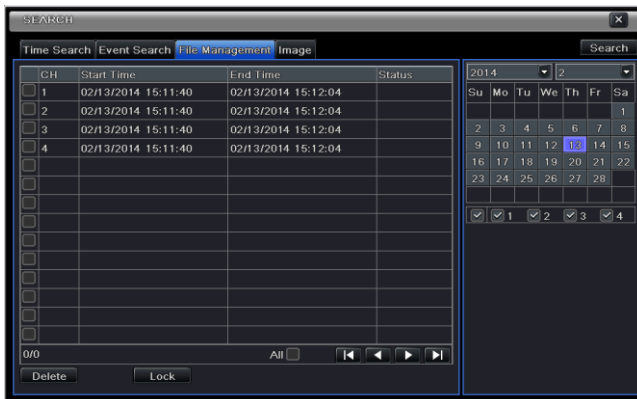 SEARCH
Time Search Event Search File Management Image Search
CH Start Time End Time Status
1 02/13/2014 15:11:40 02/13/2014 15:12:04
2 02/13/2014 15:11:40 02/13/2014 15:12:04
3 02/13/2014 15:11:40 02/13/2014 15:12:04
4 02/13/2014 15:11:40 02/13/2014 15:12:04
0/0 All
Delete Lock
2014 2
Su Mo Tu We Th Fr Sa
1
2 3 4 5 6 7 8
9 10 11 12 13 14 15
16 17 18 19 20 21 22
23 24 25 26 27 28
1 2 3 4